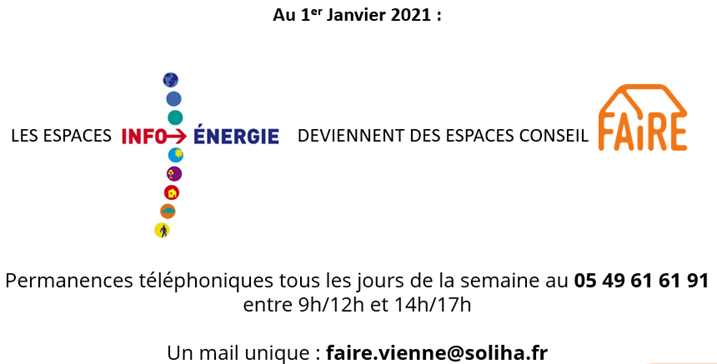 Au 1er Janvier 2021 :
LES ESPACES INFO→ÉNERGIE DEVIENNENT DES ESPACES CONSEIL FAiRE
Permanences téléphoniques tous les jours de la semaine au 05 49 61 61 91
entre 9h/12h et 14h/17h
Un mail unique : faire.vienne@soliha.fr